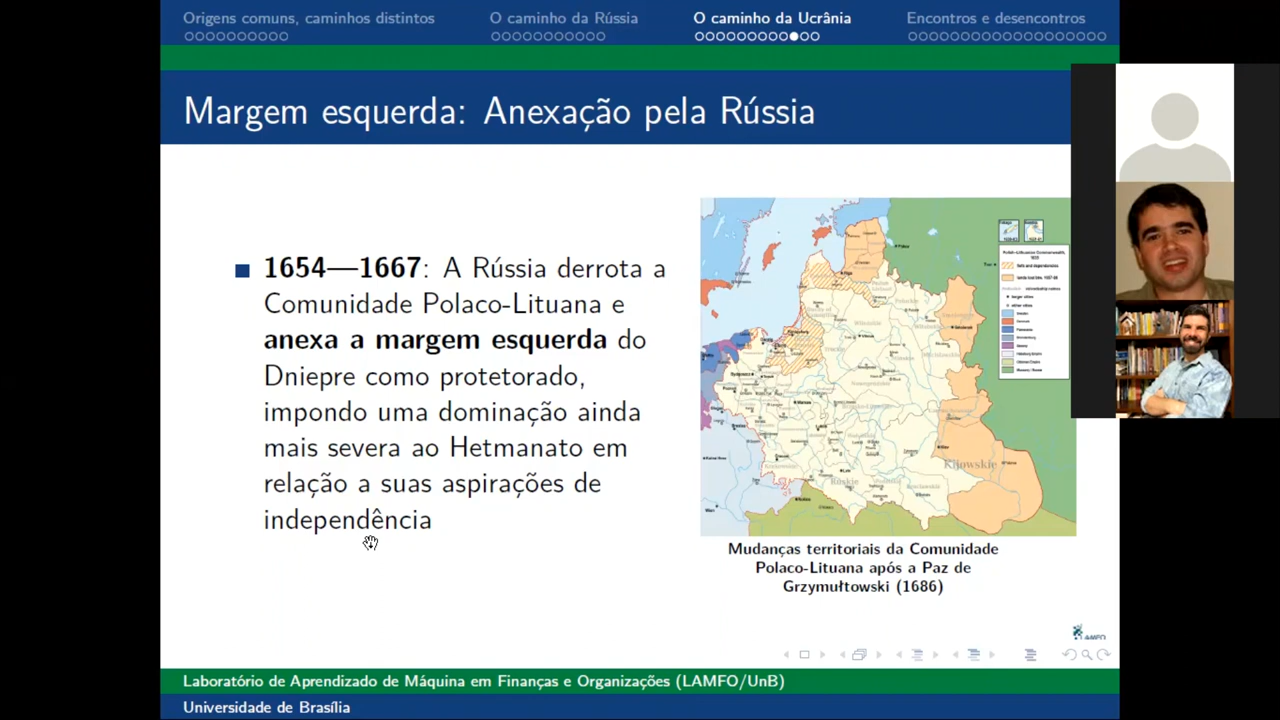 Origens comuns, caminhos distintos
O caminho da Rússia
O caminho da Ucrânia
Encontros e desencontros
Margem esquerda: Anexação pela Rússia
1654—1667: A Rússia derrota a
Comunidade Polaco-Lituana e
anexa a margem esquerda do
Dniepre como protetorado,
impondo uma dominação ainda
mais severa ao Hetmanato em
relação a suas aspirações de
independência
Kijowskie
Mudanças territoriais da Comunidade
Polaco-Lituana após a Paz de
Grzymułtowski (1686)
LAMFO
Laboratório de Aprendizado de Máquina em Finanças e Organizações (LAMFO/UnB)
Universidade de Brasília